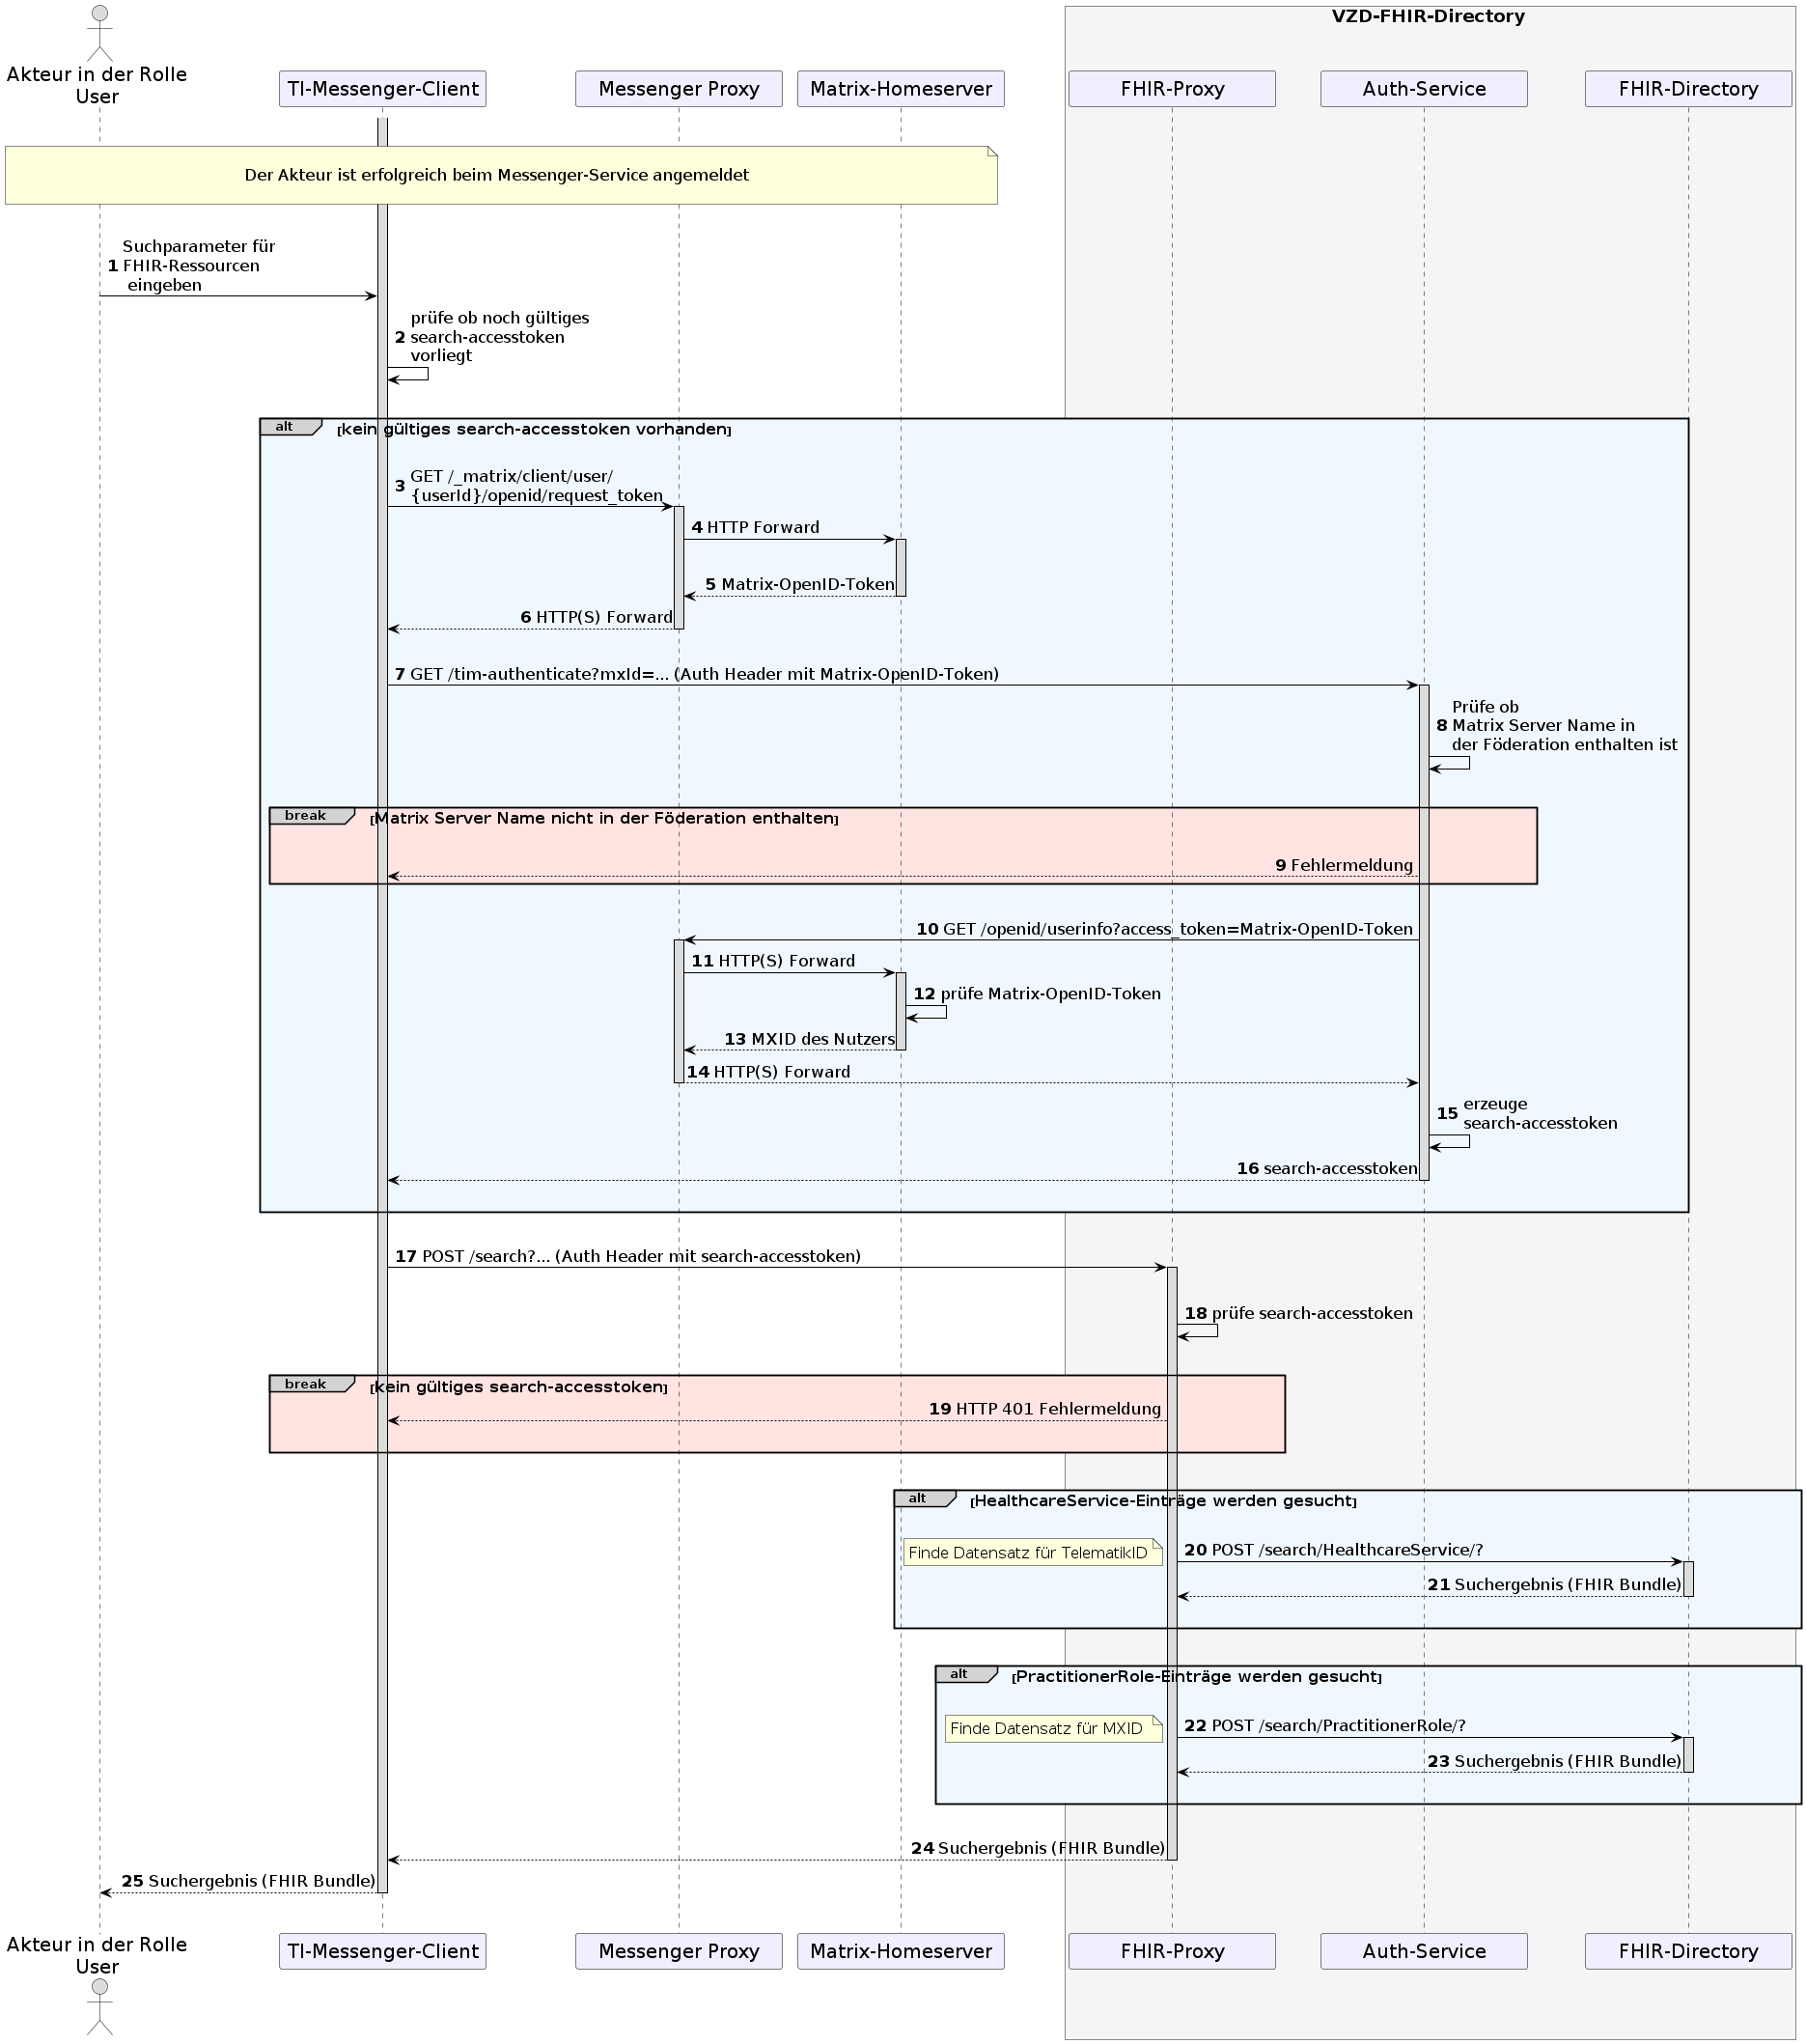 VZD-FHIR-Directory
Akteur in der Rolle
User
TI-Messenger-Client
Messenger Proxy
Matrix-Homeserver
FHIR-Proxy
Auth-Service
FHIR-Directory
Der Akteur ist erfolgreich beim Messenger-Service angemeldet
Suchparameter für
1 FHIR-Ressourcen
eingeben
prüfe ob noch gültiges
2 search-accesstoken
vorliegt
alt [kein gültiges search-accesstoken vorhanden]
3 GET /_matrix/client/user/
{userId}/openid/request_token
4 HTTP Forward
5 Matrix-OpenID-Token
6 HTTP(S) Forward
7 GET /tim-authenticate?mxId=... (Auth Header mit Matrix-OpenID-Token)
Prüfe ob
8 Matrix Server Name in
der Föderation enthalten ist
break [Matrix Server Name nicht in der Föderation enthalten]
9 Fehlermeldung
10 GET /openid/userinfo?access_token=Matrix-OpenID-Token
11 HTTP(S) Forward
12 prüfe Matrix-OpenID-Token
13 MXID des Nutzers
14 HTTP(S) Forward
15 erzeuge
search-accesstoken
16 search-accesstoken
17 POST /search?... (Auth Header mit search-accesstoken)
18 prüfe search-accesstoken
break [kein gültiges search-accesstoken]
19 HTTP 401 Fehlermeldung
alt [HealthcareService-Einträge werden gesucht]
Finde Datensatz für TelematikID
20 POST /search/HealthcareService/?
21 Suchergebnis (FHIR Bundle)
alt [PractitionerRole-Einträge werden gesucht]
Finde Datensatz für MXID
22 POST /search/PractitionerRole/?
23 Suchergebnis (FHIR Bundle)
24 Suchergebnis (FHIR Bundle)
25 Suchergebnis (FHIR Bundle)
Akteur in der Rolle
User
TI-Messenger-Client
Messenger Proxy
Matrix-Homeserver
FHIR-Proxy
Auth-Service
FHIR-Directory